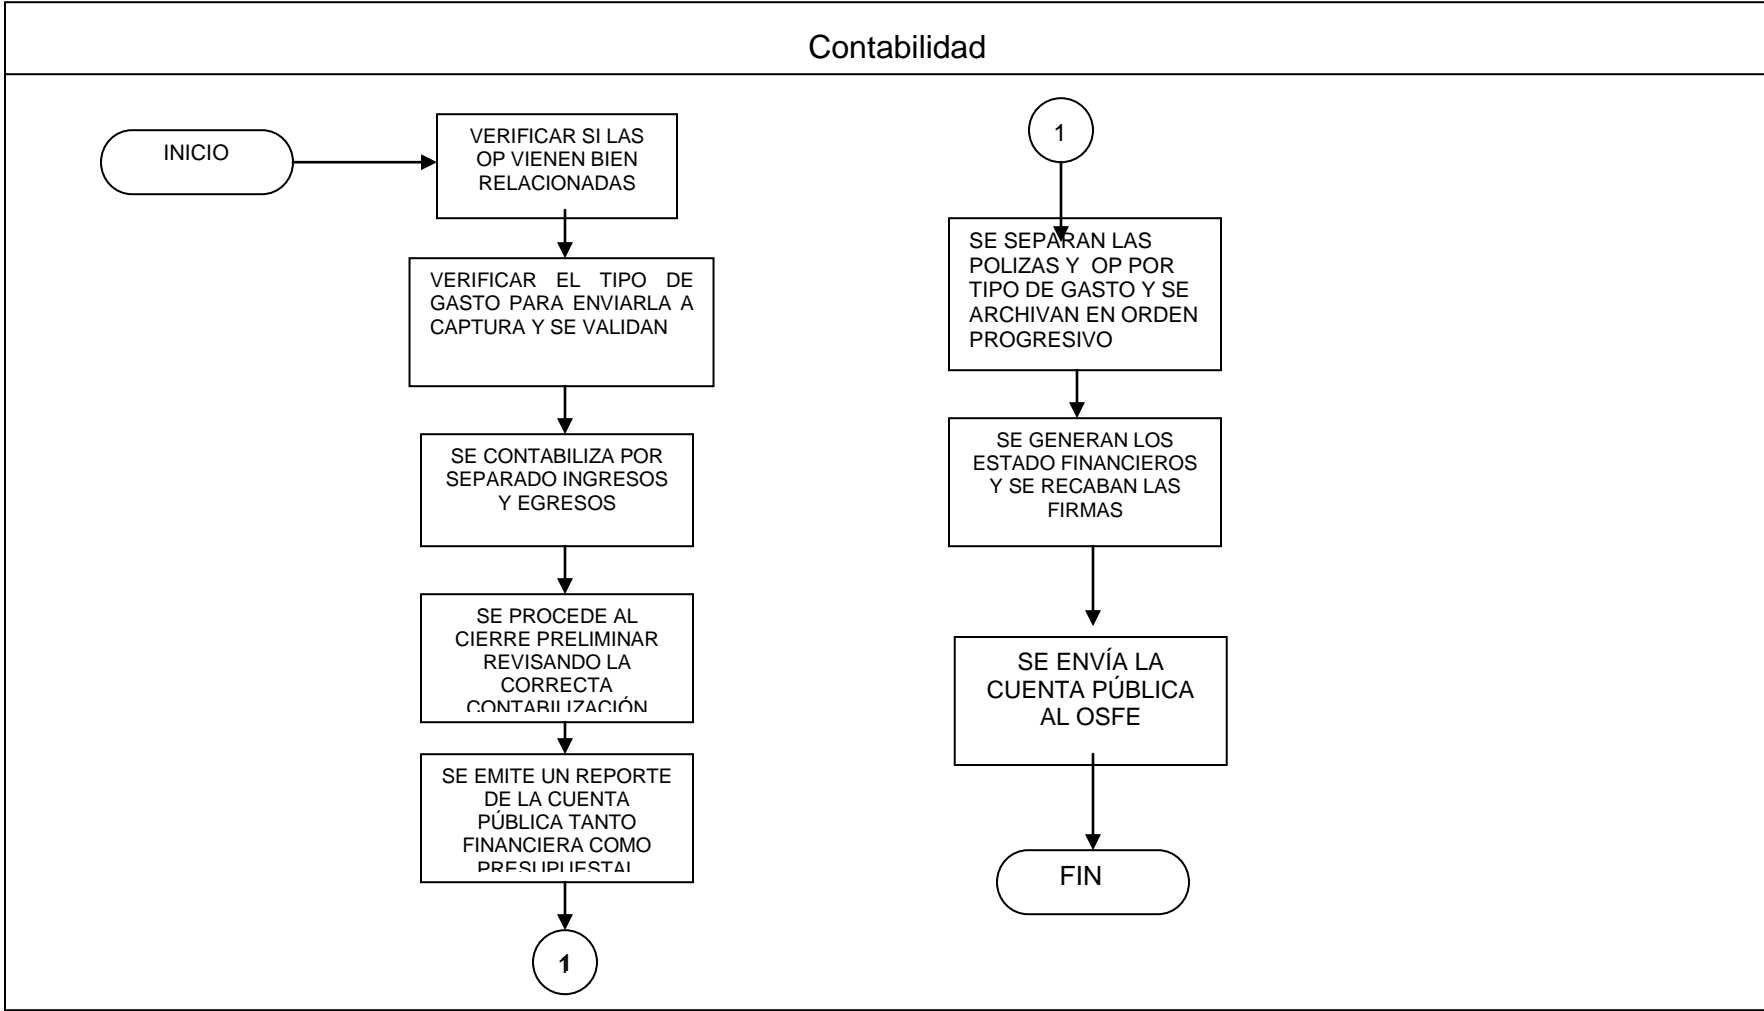 Contabilidad
INICIO
VERIFICAR SI LAS
OP VIENEN BIEN
RELACIONADAS
VERIFICAR EL TIPO DE
GASTO PARA ENVIARLA A
CAPTURA Y SE VALIDAN
SE CONTABILIZA POR
SEPARADO INGRESOS
Y EGRESOS
SE PROCEDE AL
CIERRE PRELIMINAR
REVISANDO LA
CORRECTA
CONTABILIZACIÓN
SE EMITE UN REPORTE
DE LA CUENTA
PÚBLICA TANTO
FINANCIERA COMO
PRESUPUESTAL
1
1
SE SEPARAN LAS
POLIZAS Y OP POR
TIPO DE GASTO Y SE
ARCHIVAN EN ORDEN
PROGRESIVO
SE GENERAN LOS
ESTADO FINANCIEROS
Y SE RECABAN LAS
FIRMAS
SE ENVÍA LA
CUENTA PÚBLICA
AL OSFE
FIN